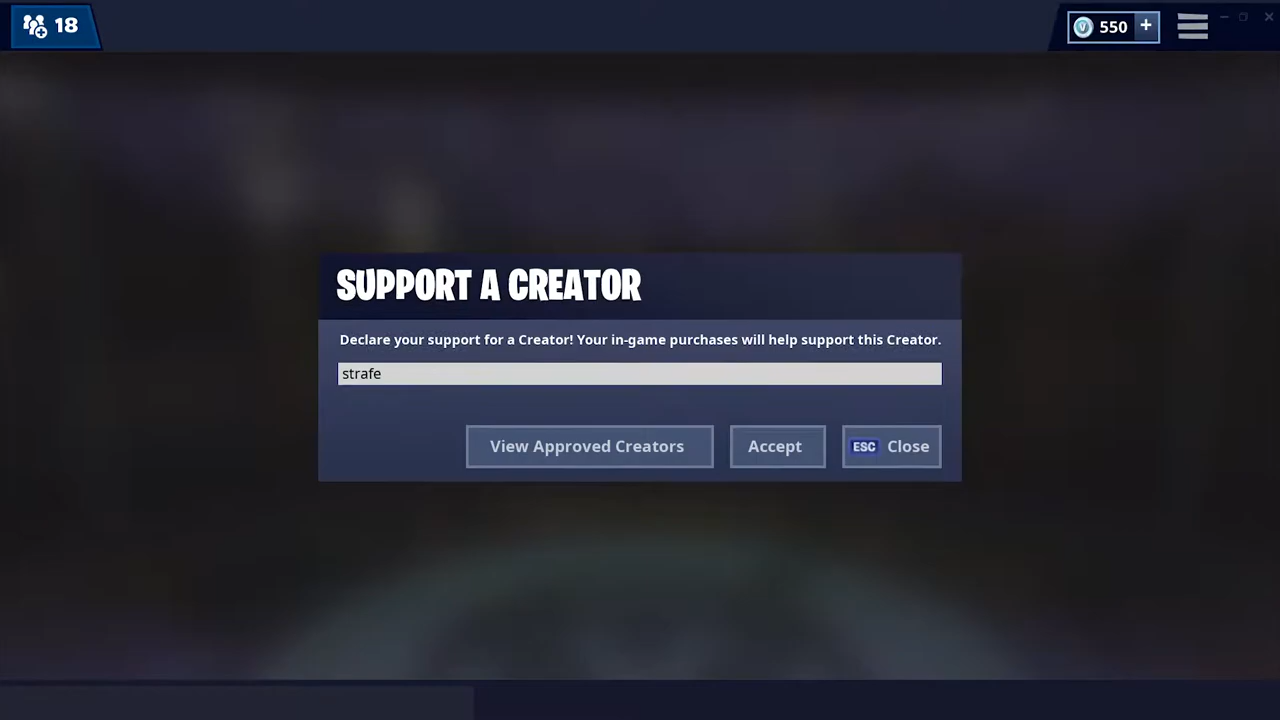 18
550 +
SUPPORT A CREATOR
Declare your support for a Creator! Your in-game purchases will help support this Creator.
strafe
View Approved Creators
Accept
ESC Close